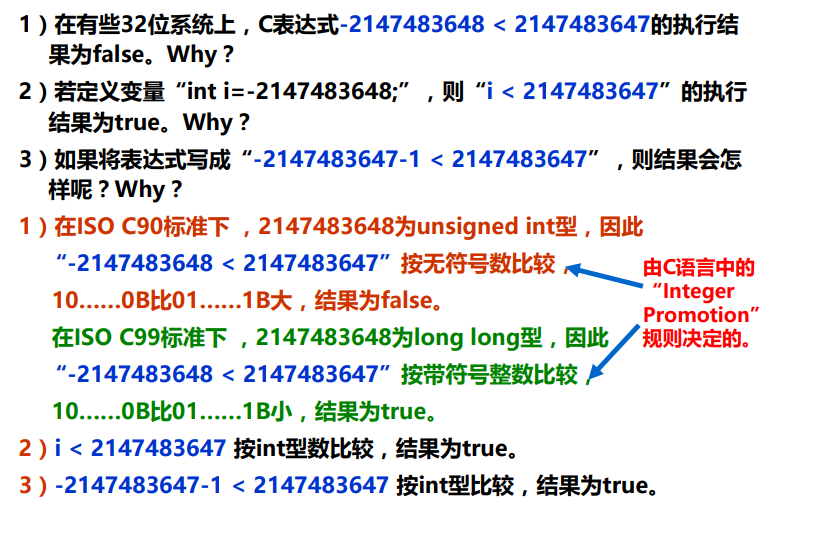 1）在有些32位系统上，C表达式-2147483648 < 2147483647的执行结
果为false。Why？
2）若定义变量“int i=-2147483648;”，则“i < 2147483647”的执行
结果为true。Why？
3）如果将表达式写成“-2147483647-1 < 2147483647”，则结果会怎
样呢？Why？
1）在ISO C90标准下，2147483648为unsigned int型，因此
“-2147483648 < 2147483647”按无符号数比较，
10……0B比01……1B大，结果为false。
在ISO C99标准下，2147483648为long long型，因此
“-2147483648 < 2147483647”按带符号整数比较，
10……0B比01……1B小，结果为true。
由C语言中的
“Integer
Promotion”
规则决定的。
2）i < 2147483647 按int型数比较，结果为true。
3）-2147483647-1 < 2147483647 按int型比较，结果为true。